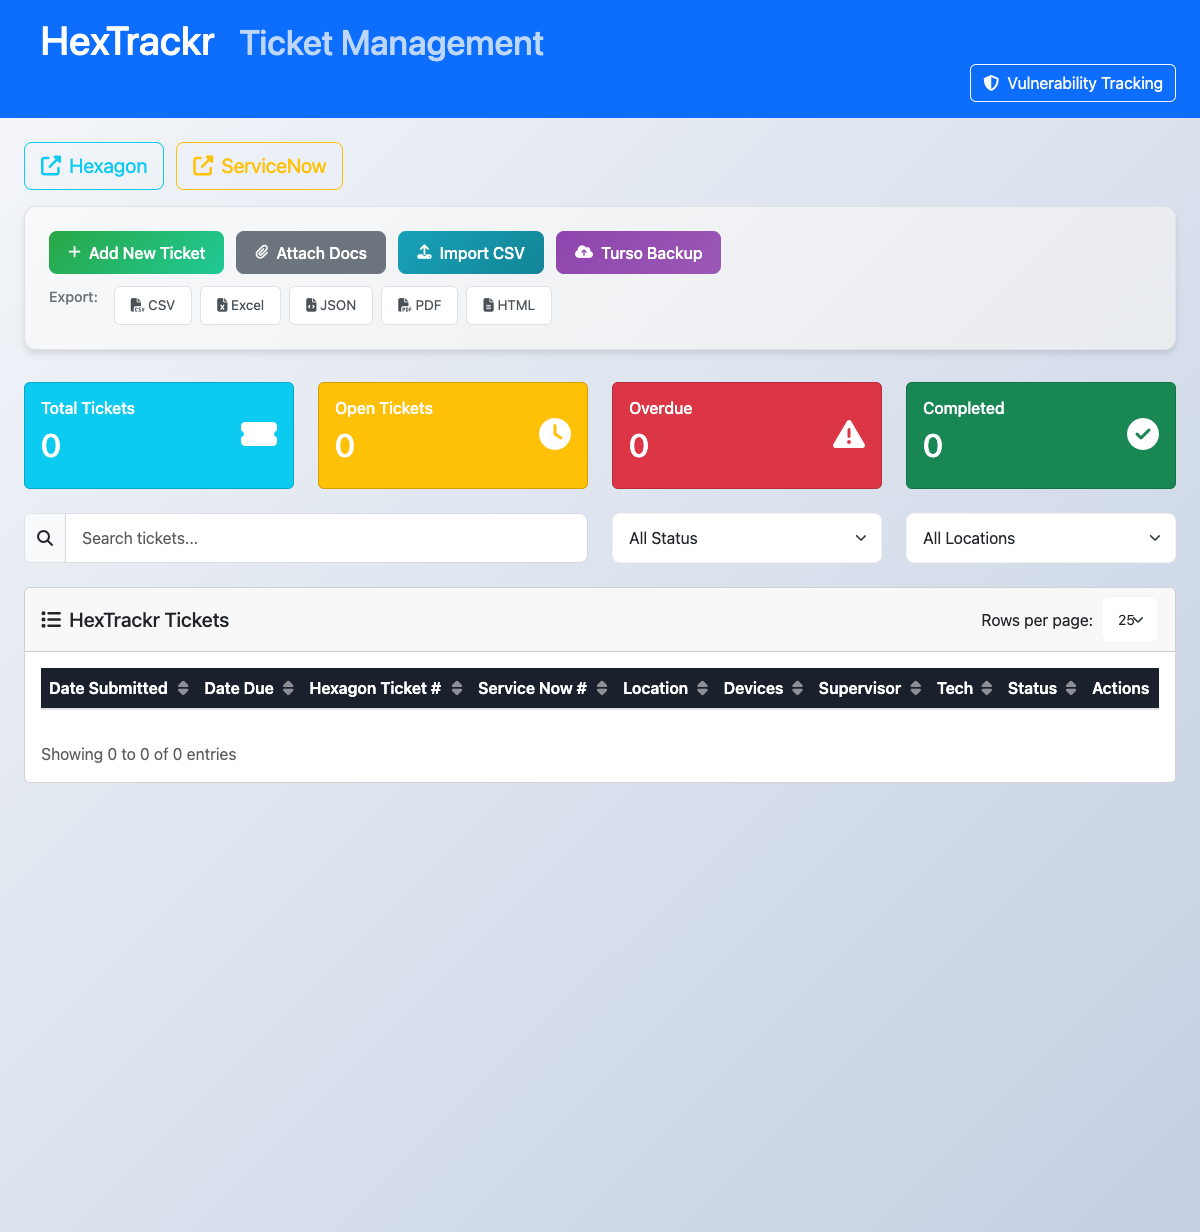 HexTrackr Ticket Management
Vulnerability Tracking
Hexagon ServiceNow
Add New Ticket Attach Docs Import CSV Turso Backup
Export: CSV Excel JSON PDF HTML
Total Tickets
0
Open Tickets
0
Overdue
0
Completed
0
Search tickets... All Status All Locations
HexTrackr Tickets Rows per page: 25
Date Submitted Date Due Hexagon Ticket # Service Now # Location Devices Supervisor Tech Status Actions
Showing 0 to 0 of 0 entries